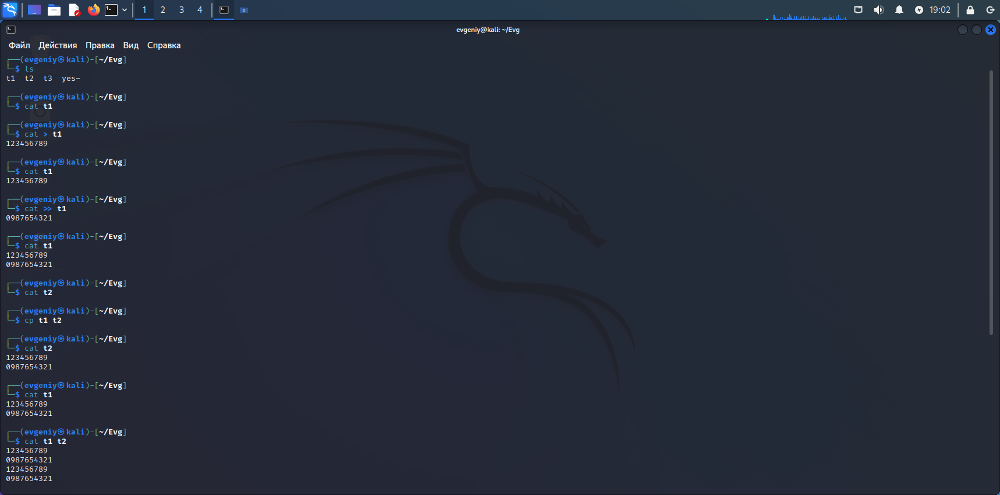 1 2 3 4 19:02
evgeniy@kali: ~/Evg
Файл Действия Правка Вид Справка
┌──(evgeniy㉿kali)-[~/Evg]
└─$ ls
t1 t2 t3 yes~
┌──(evgeniy㉿kali)-[~/Evg]
└─$ cat t1
┌──(evgeniy㉿kali)-[~/Evg]
└─$ cat > t1
123456789
┌──(evgeniy㉿kali)-[~/Evg]
└─$ cat t1
123456789
┌──(evgeniy㉿kali)-[~/Evg]
└─$ cat >> t1
0987654321
┌──(evgeniy㉿kali)-[~/Evg]
└─$ cat t1
123456789
0987654321
┌──(evgeniy㉿kali)-[~/Evg]
└─$ cat t2
┌──(evgeniy㉿kali)-[~/Evg]
└─$ cp t1 t2
┌──(evgeniy㉿kali)-[~/Evg]
└─$ cat t2
123456789
0987654321
┌──(evgeniy㉿kali)-[~/Evg]
└─$ cat t1
123456789
0987654321
┌──(evgeniy㉿kali)-[~/Evg]
└─$ cat t1 t2
123456789
0987654321
123456789
0987654321